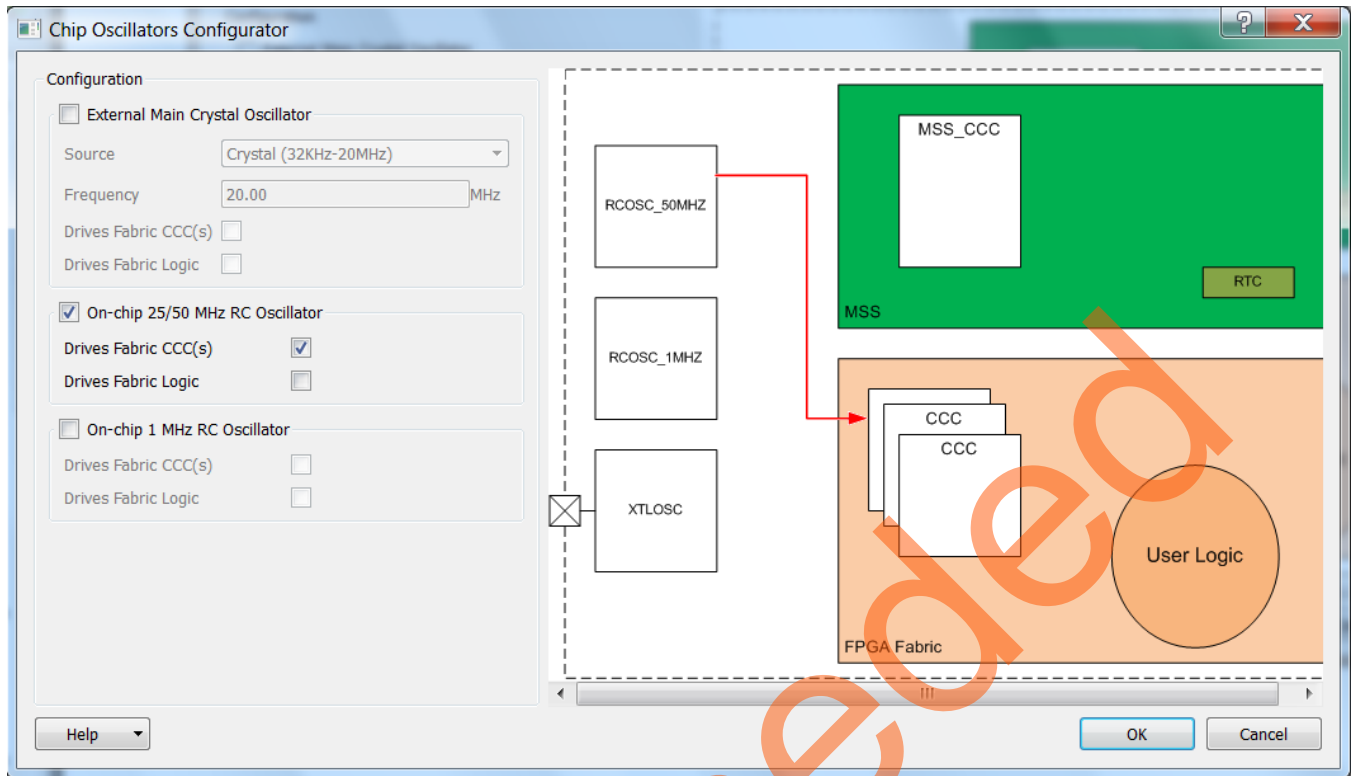 Chip Oscillators Configurator
?
X
Configuration
External Main Crystal Oscillator
Source Crystal (32KHz-20MHz)
Frequency 20.00 MHz
Drives Fabric CCC(s)
Drives Fabric Logic
On-chip 25/50 MHz RC Oscillator
Drives Fabric CCC(s)
Drives Fabric Logic
On-chip 1 MHz RC Oscillator
Drives Fabric CCC(s)
Drives Fabric Logic
RCOSC_50MHZ
RCOSC_1MHZ
XTLOSC
MSS_CCC
RTC
MSS
CCC
CCC
User Logic
FPGA Fabric
Help
OK
Cancel
ded